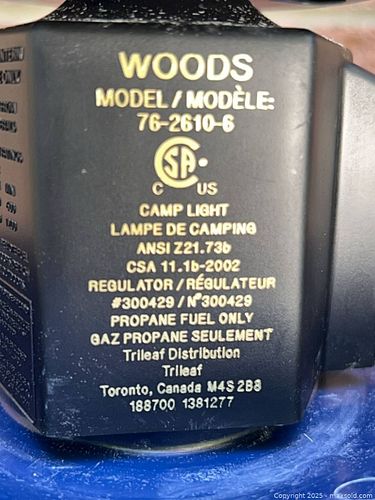 WOODS
MODEL / MODÈLE:
76-2610-6
CSA
C US
CAMP LIGHT
LAMPE DE CAMPING
ANSI Z21.73b
CSA 11.1b-2002
REGULATOR / RÉGULATEUR
#300429 / Nº300429
PROPANE FUEL ONLY
GAZ PROPANE SEULEMENT
Trileaf Distribution
Trileaf
Toronto, Canada M4S 2B8
188700 1381277
Copyright 2025 - maxsold.com